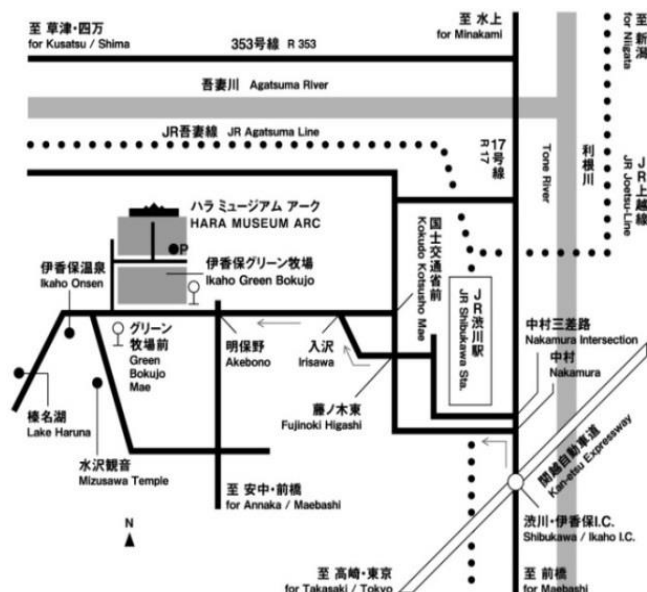 至 草津・四万
for Kusatsu / Shima
353号線 R 353
至 水上
for Minakami
至 新潟
for Niigata
吾妻川 Agatsuma River
JR吾妻線 JR Agatsuma Line
17号線
R 17
Tone River
利根川
JR上越線
JR Joetsu-Line
ハラ ミュージアム アーク
HARA MUSEUM ARC
P
伊香保温泉
Ikaho Onsen
伊香保グリーン牧場
Ikaho Green Bokujo
国土交通省前
Kokudo Kotsusho Mae
JR渋川駅
JR Shibukawa Sta.
グリーン
牧場前
Green
Bokujo
Mae
明保野
Akebono
入沢
Irisawa
中村三差路
Nakamura Intersection
中村
Nakamura
榛名湖
Lake Haruna
藤ノ木東
Fujinoki Higashi
水沢観音
Mizusawa Temple
関越自動車道
Kan-etsu Expressway
至 安中・前橋
for Annaka / Maebashi
渋川・伊香保I.C.
Shibukawa / Ikaho I.C.
N
至 高崎・東京
for Takasaki / Tokyo
至 前橋
for Maebashi